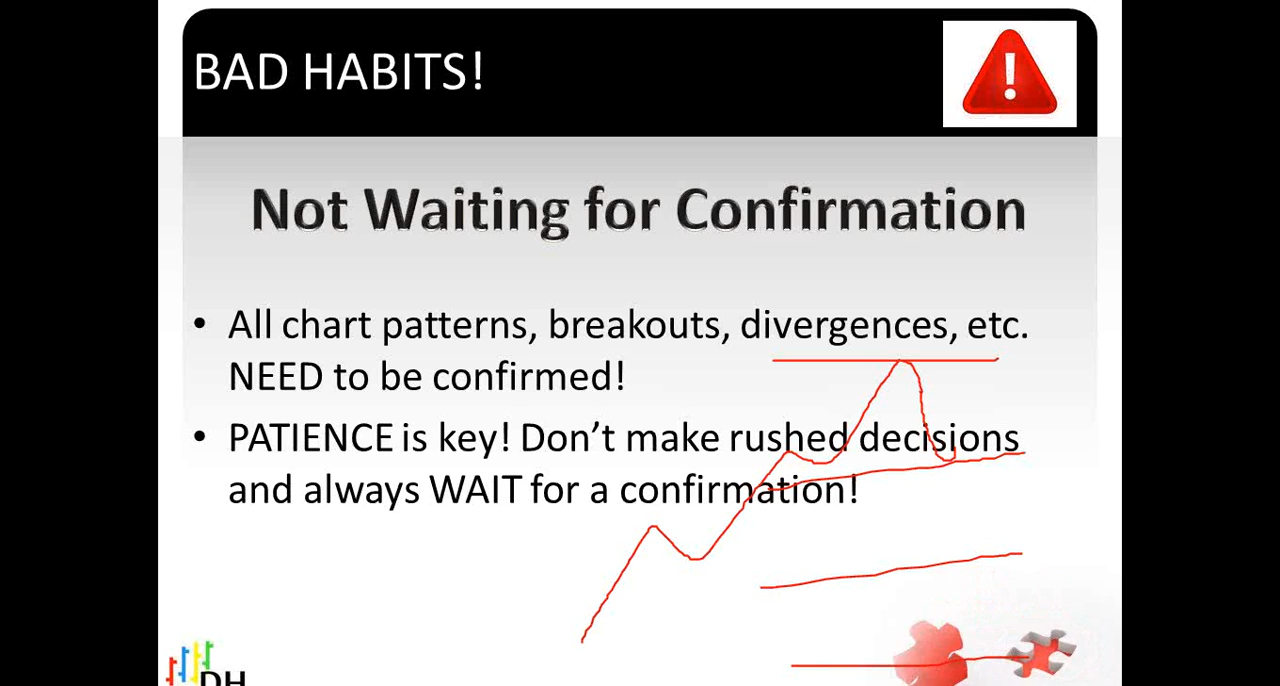 BAD HABITS!
Not Waiting for Confirmation
• All chart patterns, breakouts, divergences, etc.
NEED to be confirmed!
• PATIENCE is key! Don’t make rushed decisions
and always WAIT for a confirmation!
DH